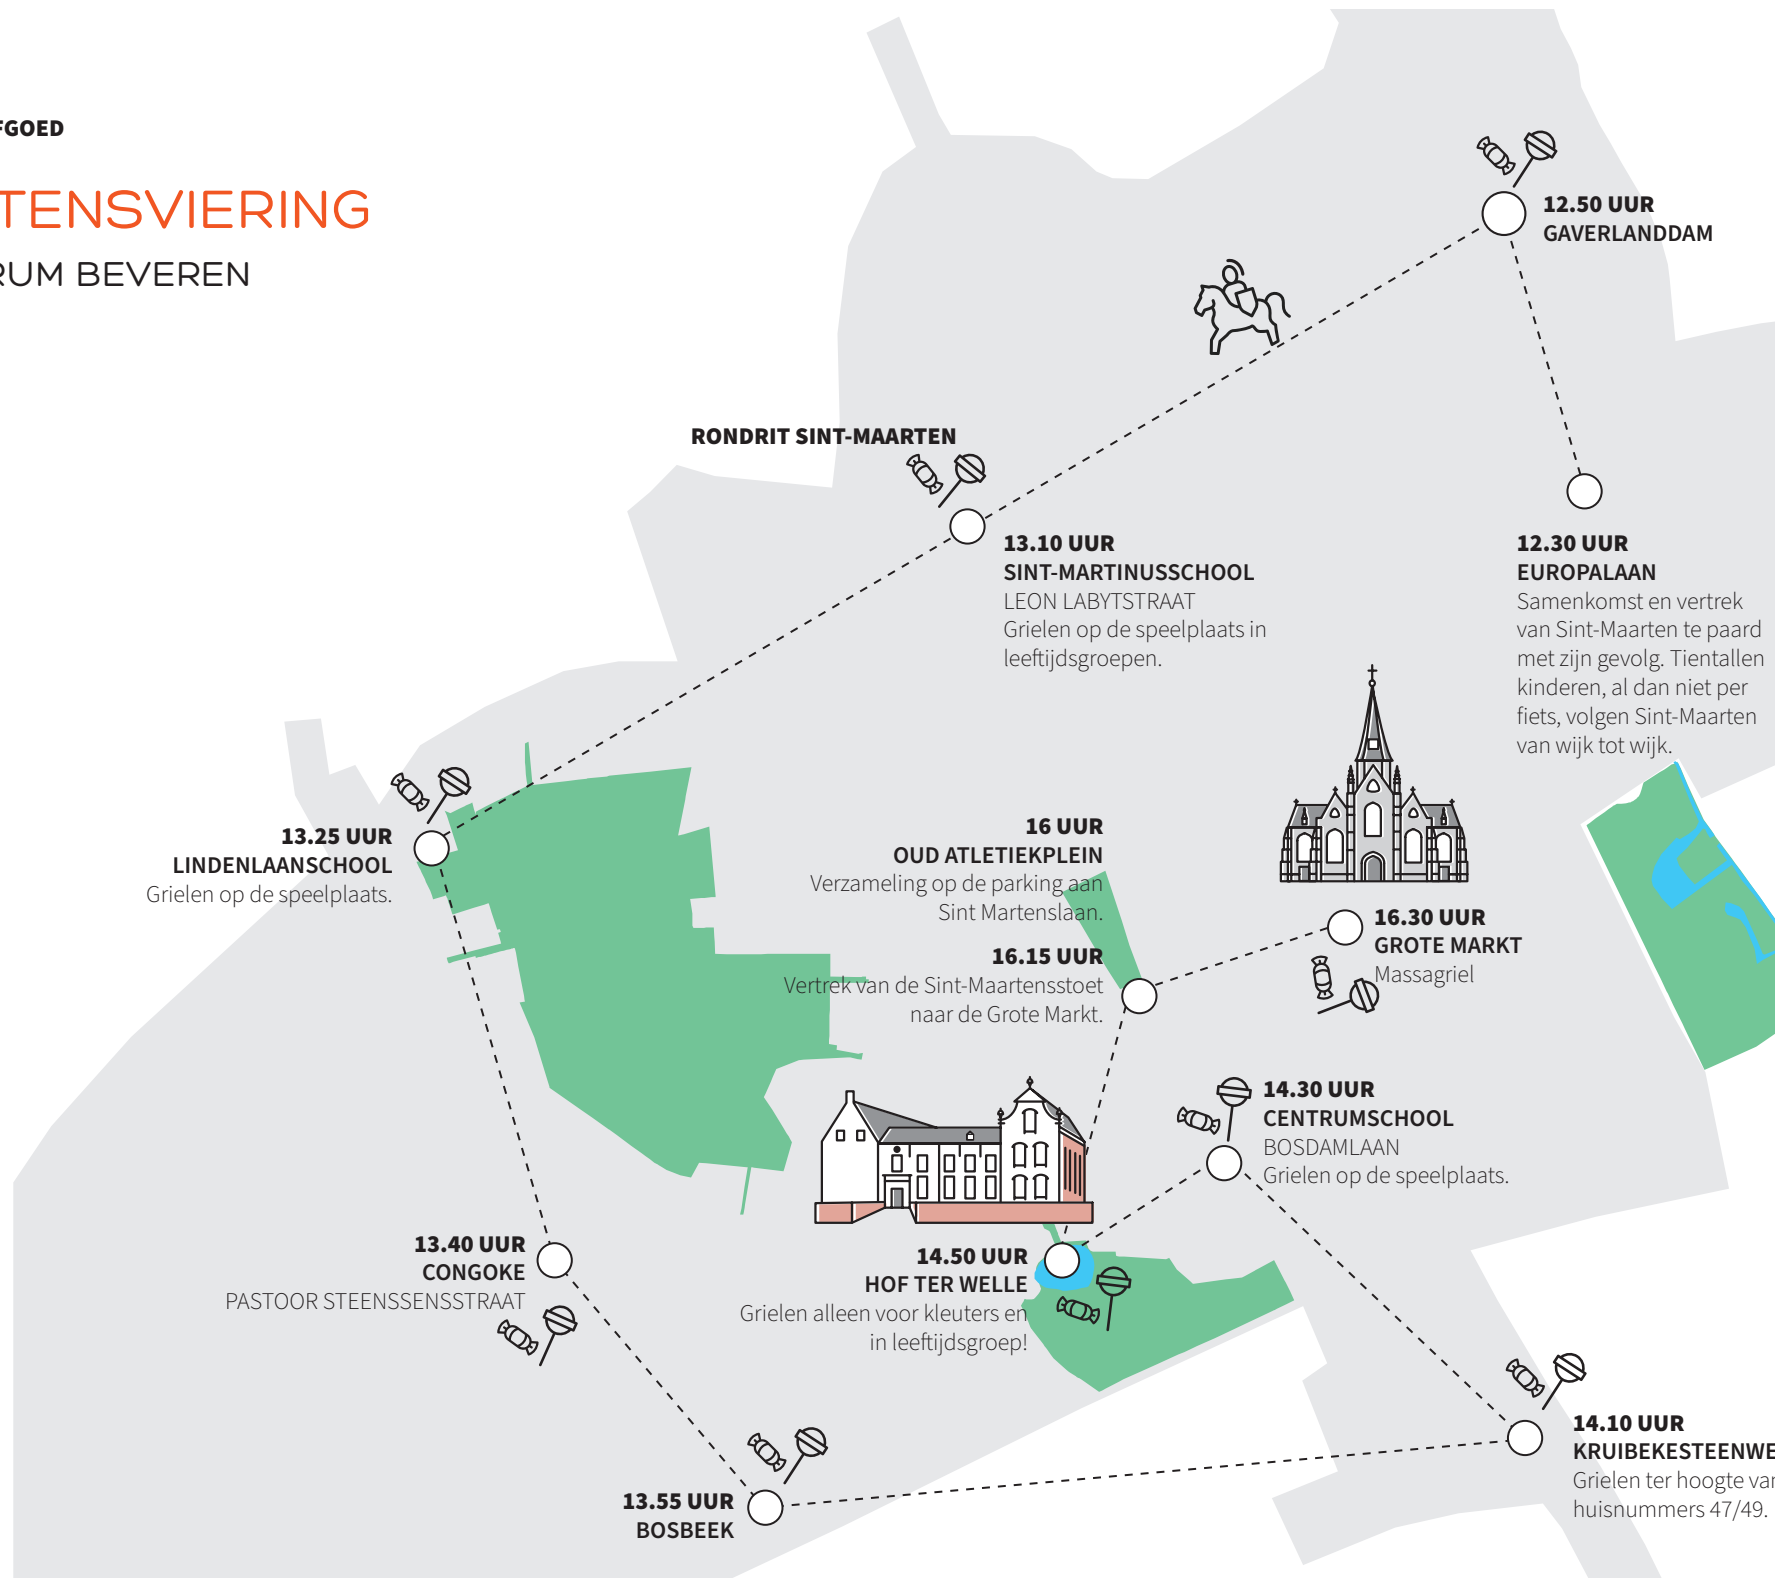 FGOED
TENSVIERING
RUM BEVEREN
12.50 UUR
GAVERLANDDAM
RONDRIT SINT-MAARTEN
13.10 UUR
SINT-MARTINUSSCHOOL
LEON LABYTSTRAAT
Grielen op de speelplaats in
leeftijdsgroepen.
12.30 UUR
EUROPALAAN
Samenkomst en vertrek
van Sint-Maarten te paard
met zijn gevolg. Tientallen
kinderen, al dan niet per
fiets, volgen Sint-Maarten
van wijk tot wijk.
13.25 UUR
LINDENLAANSCHOOL
Grielen op de speelplaats.
16 UUR
OUD ATLETIEKPLEIN
Verzameling op de parking aan
Sint Martenslaan.
16.15 UUR
Vertrek van de Sint-Maartensstoet
naar de Grote Markt.
16.30 UUR
GROTE MARKT
Massagriel
14.30 UUR
CENTRUMSCHOOL
BOSDAMLAAN
Grielen op de speelplaats.
13.40 UUR
CONGOKE
PASTOOR STEENSSENSSTRAAT
14.50 UUR
HOF TER WELLE
Grielen alleen voor kleuters en
in leeftijdsgroep!
14.10 UUR
KRUIBEKESTEENWE
Grielen ter hoogte van
huisnummers 47/49.
13.55 UUR
BOSBEEK